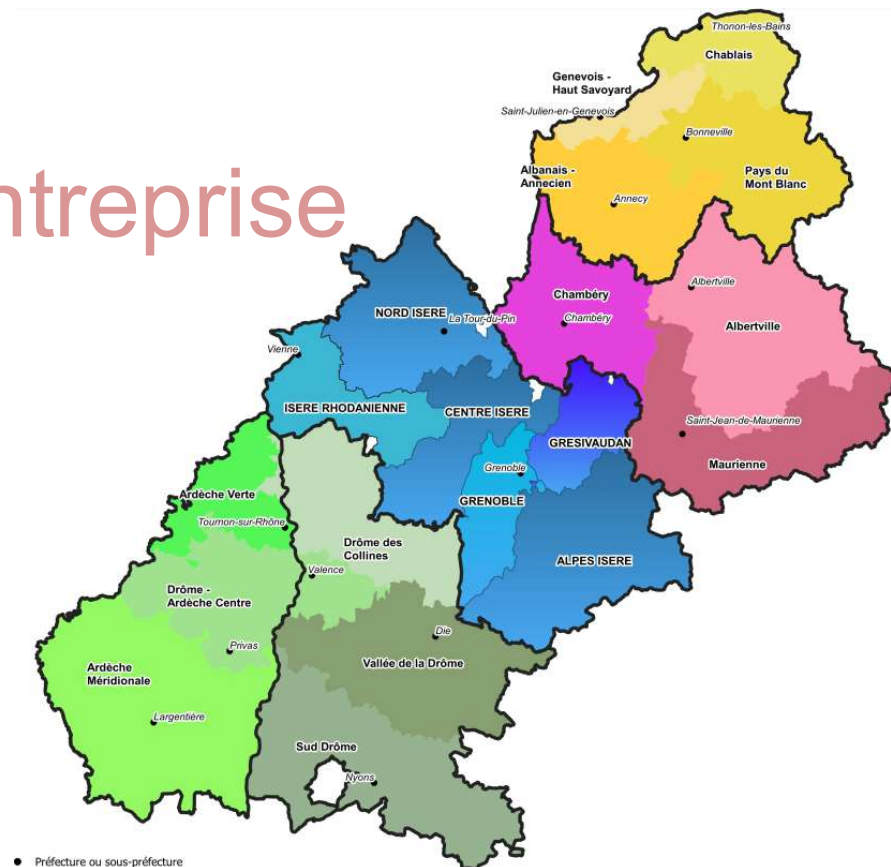 Thonon-les-Bains
Chablais
Genevois -
Haut Savoyard
Saint-Julien-en-Genevois
Bonneville
ntreprise
Albanais -
Annecien
Pays du
Mont Blanc
Annecy
Albertville
Chambéry
NORD ISERE
La Tour-du-Pin
Chambéry
Albertville
Vienne
ISERE RHODANIENNE
CENTRE ISERE
Saint-Jean-de-Maurienne
GRESIVAUDAN
Maurienne
Grenoble
GRENOBLE
Ardèche Verte
Tournon-sur-Rhône
Drôme des
Collines
ALPES ISERE
Valence
Drôme -
Ardèche Centre
Die
Privas
Vallée de la Drôme
Ardèche
Méridionale
Largentière
Sud Drôme
Nyons
Préfecture ou sous-préfecture